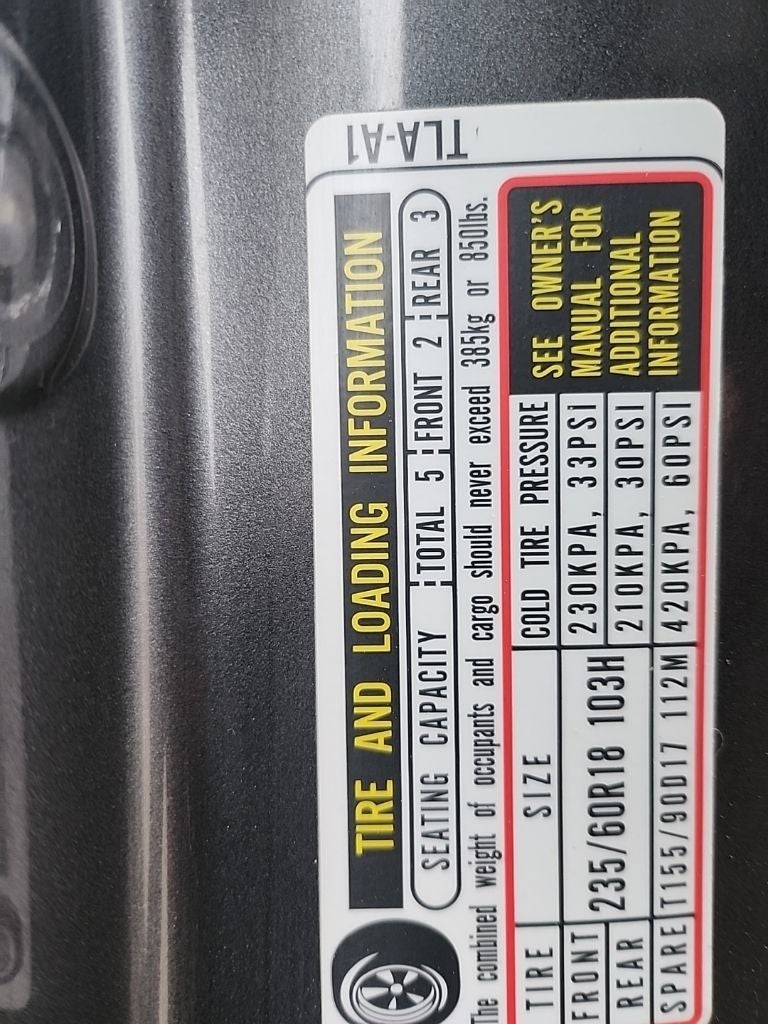 TLA-A1
TIRE AND LOADING INFORMATION
SEATING CAPACITY TOTAL 5 FRONT 2 REAR 3
The combined weight of occupants and cargo should never exceed 385kg or 850lbs.
TIRE SIZE COLD TIRE PRESSURE
FRONT 235/60R18 103H 230KPA, 33PSI
REAR 210KPA, 30PSI
SPARE T155/90D17 112M 420KPA, 60PSI
SEE OWNER'S
MANUAL FOR
ADDITIONAL
INFORMATION